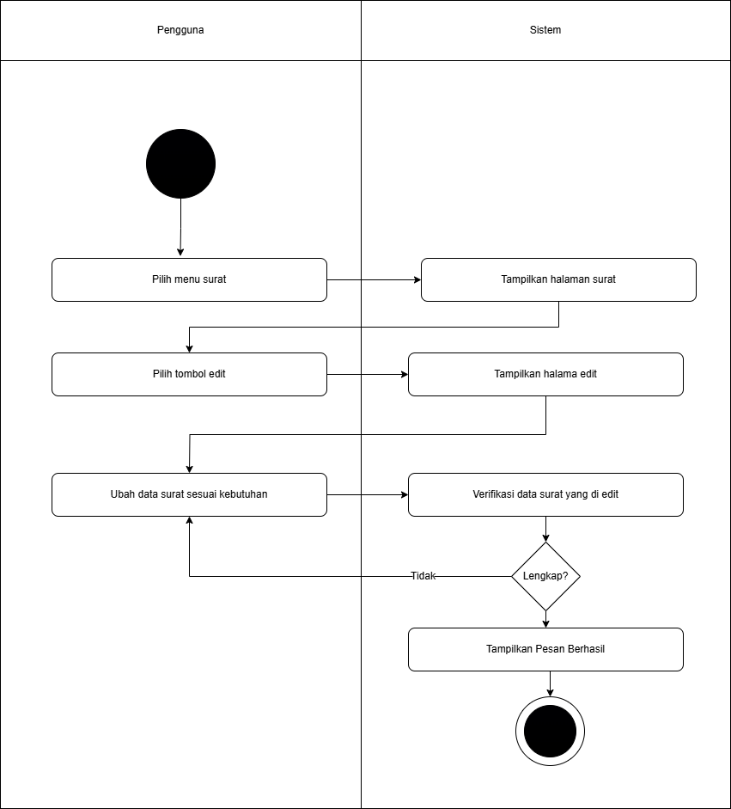 Pengguna
Sistem
Pilih menu surat
Tampilkan halaman surat
Pilih tombol edit
Tampilkan halama edit
Ubah data surat sesuai kebutuhan
Verifikasi data surat yang di edit
Tidak
Lengkap?
Tampilkan Pesan Berhasil